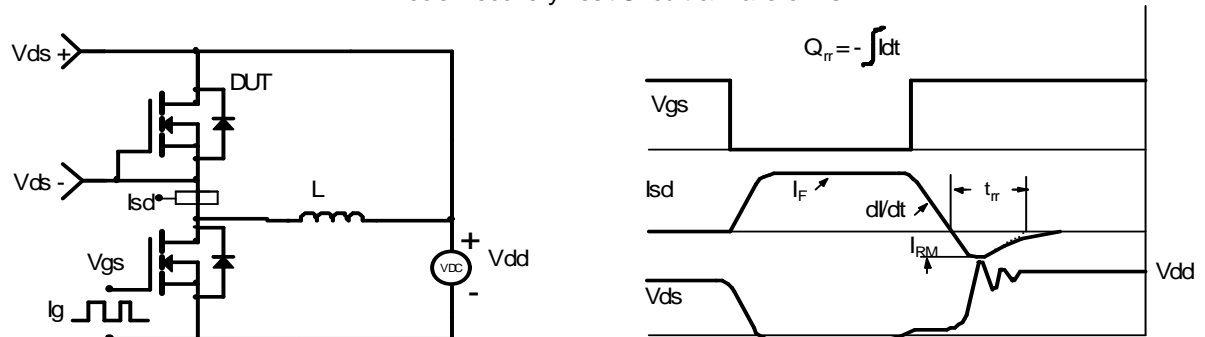 Vds +
DUT
Vds -
Isd
L
Vgs
Ig
VDC
+
-
Vdd
Qrr = - ∫ Idt
Vgs
Isd
IF
dI/dt
trr
IRM
Vds
Vdd